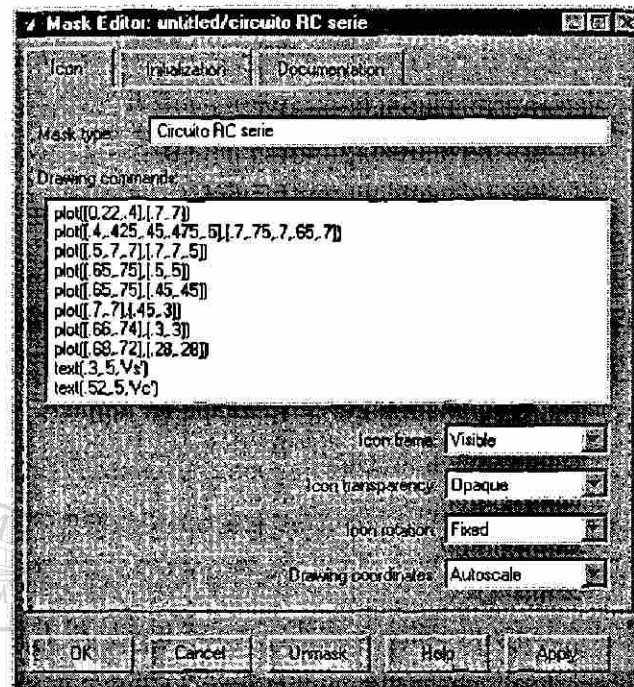 Mask Editor: untitled/circuito RC serie
Icon Initialization Documentation
Mask type: Circuito RC serie
Drawing commands:
plot([0,22,.4],[.7,.7])
plot([.4,.425,.45,.475,.5],[.7,.75,.7,.65,.7])
plot([.5,.7,.7],[.7,.7,.5])
plot([.65,.75],[.5,.5])
plot([.65,.75],[.45,.45])
plot([.7,.7],[.45,.3])
plot([.66,.74],[.3,.3])
plot([.68,.72],[.28,.28])
text(.3,.5,'Vs')
text(.52,.5,'Vc')
Icon frame: Visible
Icon transparency: Opaque
Icon rotation: Fixed
Drawing coordinates: Autoscale
OK Cancel Unmask Help Apply